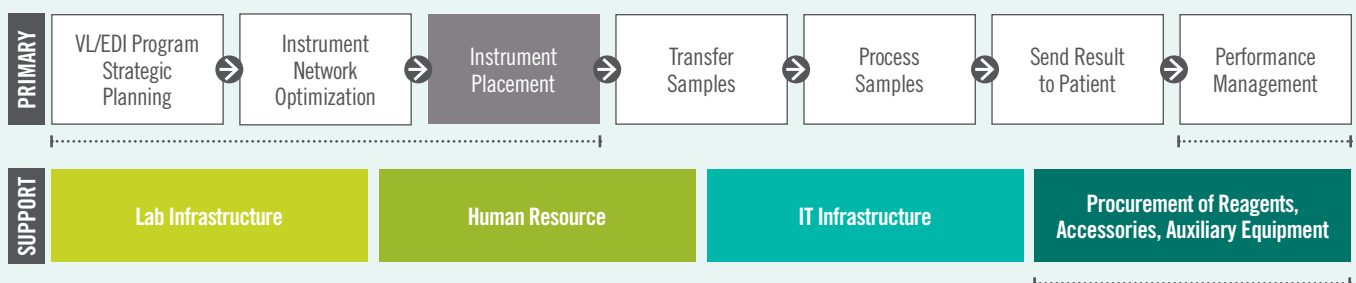 PRIMARY
VL/EDI Program
Strategic
Planning
Instrument
Network
Optimization
Instrument
Placement
Transfer
Samples
Process
Samples
Send Result
to Patient
Performance
Management
SUPPORT
Lab Infrastructure
Human Resource
IT Infrastructure
Procurement of Reagents,
Accessories, Auxiliary Equipment